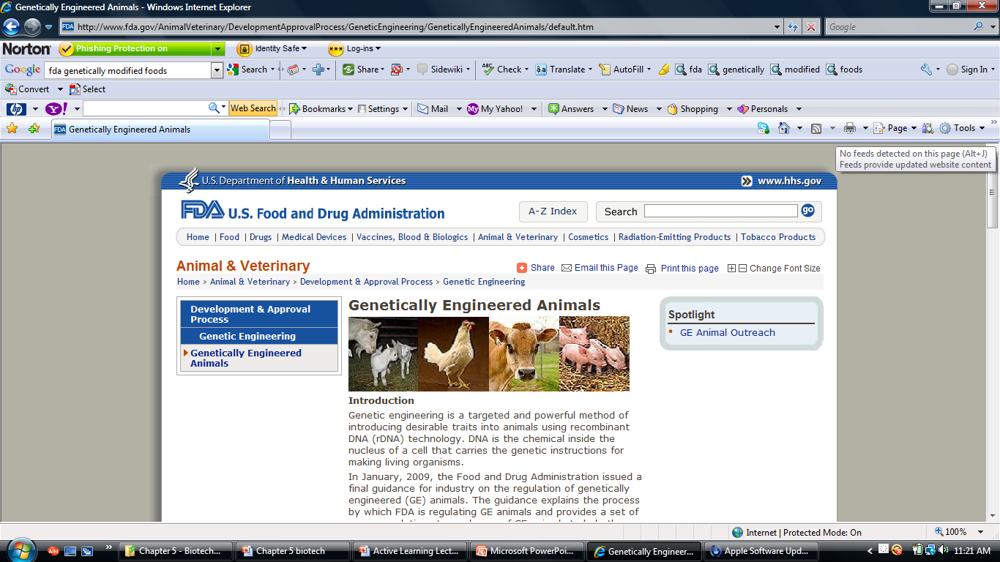 Genetically Engineered Animals - Windows Internet Explorer
FDA http://www.fda.gov/AnimalVeterinary/DevelopmentApprovalProcess/GeneticEngineering/GeneticallyEngineeredAnimals/default.htm Google
Norton Phishing Protection on Identity Safe Log-ins
Google fda genetically modified foods Search Share Sidewiki ABC Check Translate AutoFill fda genetically modified foods Sign In
Convert Select
hp Y! Web Search Bookmarks Settings Mail My Yahoo! Answers News Shopping Personals
FDA Genetically Engineered Animals Page Tools
No feeds detected on this page (Alt+J)
Feeds provide updated website content
U.S. Department of Health & Human Services www.hhs.gov
FDA U.S. Food and Drug Administration A-Z Index Search go
Home | Food | Drugs | Medical Devices | Vaccines, Blood & Biologics | Animal & Veterinary | Cosmetics | Radiation-Emitting Products | Tobacco Products
Animal & Veterinary Share Email this Page Print this page Change Font Size
Home > Animal & Veterinary > Development & Approval Process > Genetic Engineering
Development & Approval
Process
Genetic Engineering
Genetically Engineered
Animals
Genetically Engineered Animals
Introduction
Genetic engineering is a targeted and powerful method of
introducing desirable traits into animals using recombinant
DNA (rDNA) technology. DNA is the chemical inside the
nucleus of a cell that carries the genetic instructions for
making living organisms.
In January, 2009, the Food and Drug Administration issued a
final guidance for industry on the regulation of genetically
engineered (GE) animals. The guidance explains the process
by which FDA is regulating GE animals and provides a set of
Spotlight
GE Animal Outreach
Internet | Protected Mode: On 100%
AIM Chapter 5 - Biotech... Chapter 5 biotech Active Learning Lect... Microsoft PowerPoi... Genetically Engineer... Apple Software Upd... 11:21 AM